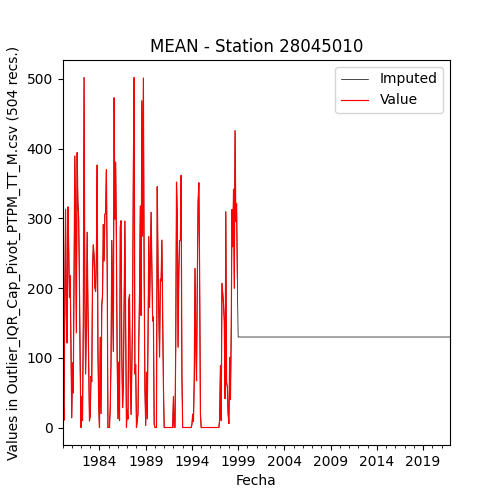 MEAN - Station 28045010
Imputed
Value
Values in Outlier_IQR_Cap_Pivot_PTPM_TT_M.csv (504 recs.)
500
400
300
200
100
0
1984 1989 1994 1999 2004 2009 2014 2019
Fecha